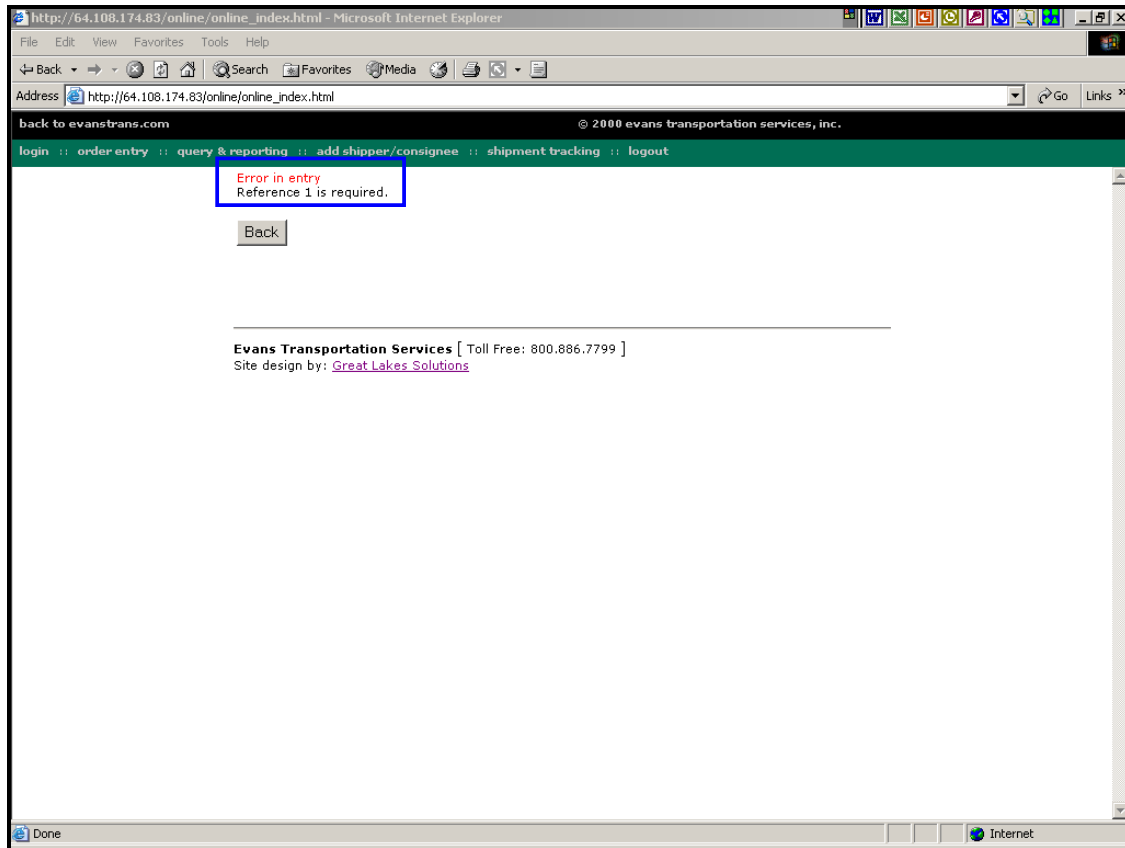 http://64.108.174.83/online/online_index.html - Microsoft Internet Explorer
File Edit View Favorites Tools Help
Back Search Favorites Media
Address http://64.108.174.83/online/online_index.html Go Links »
back to evanstrans.com © 2000 evans transportation services, inc.
login :: order entry :: query & reporting :: add shipper/consignee :: shipment tracking :: logout
Error in entry
Reference 1 is required.
Back
Evans Transportation Services [ Toll Free: 800.886.7799 ]
Site design by: Great Lakes Solutions
Done Internet